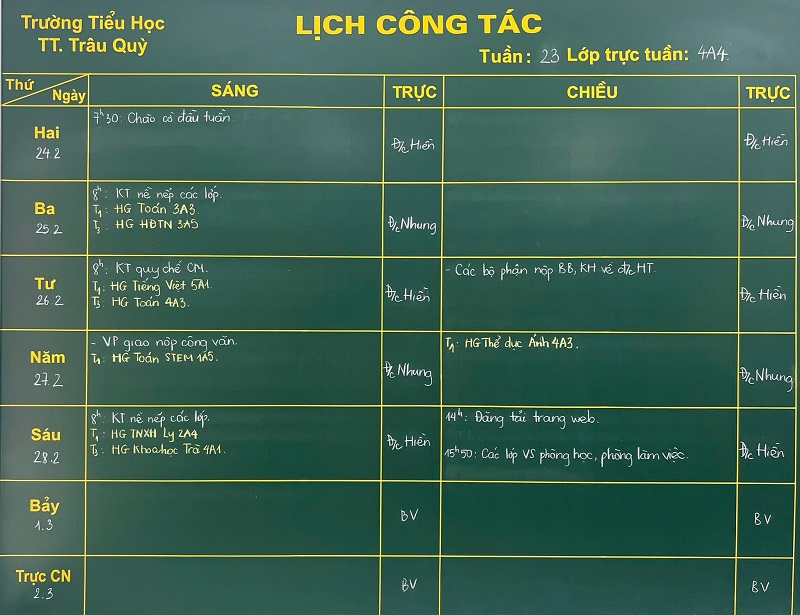 Trường Tiểu Học
TT. Trâu Quỳ
LỊCH CÔNG TÁC
Tuần: 23 Lớp trực tuần: 4A4
Thứ
Ngày
SÁNG
TRỰC
CHIỀU
TRỰC
Hai
24.2
7h30: Chào cờ đầu tuần.
Đ/c Hiền
Đ/c Hiền
Ba
25.2
8h: KT nề nếp các lớp.
T1: HG Toán 3A3.
T3: HG HĐTN 3A5
Đ/c Nhung
Đ/c Nhung
Tư
26.2
8h: KT quy chế CM.
T1: HG Tiếng Việt 5A1.
T3: HG Toán 4A3.
Đ/c Hiền
- Các bộ phận nộp BB, KH về đ/c HT.
Đ/c Hiền
Năm
27.2
- VP giao nộp công văn.
T1: HG Toán STEM 1A5.
Đ/c Nhung
T1: HG Thể dục Ánh 4A3.
Đ/c Nhung
Sáu
28.2
8h: KT nề nếp các lớp.
T1: HG TNXH Ly 2A4
T3: HG Khoa học Trà 4A1.
Đ/c Hiền
14h: Đăng tải trang web.
15h50: Các lớp VS phòng học, phòng làm việc.
Đ/c Hiền
Bảy
1.3
BV
BV
Trực CN
2.3
BV
BV